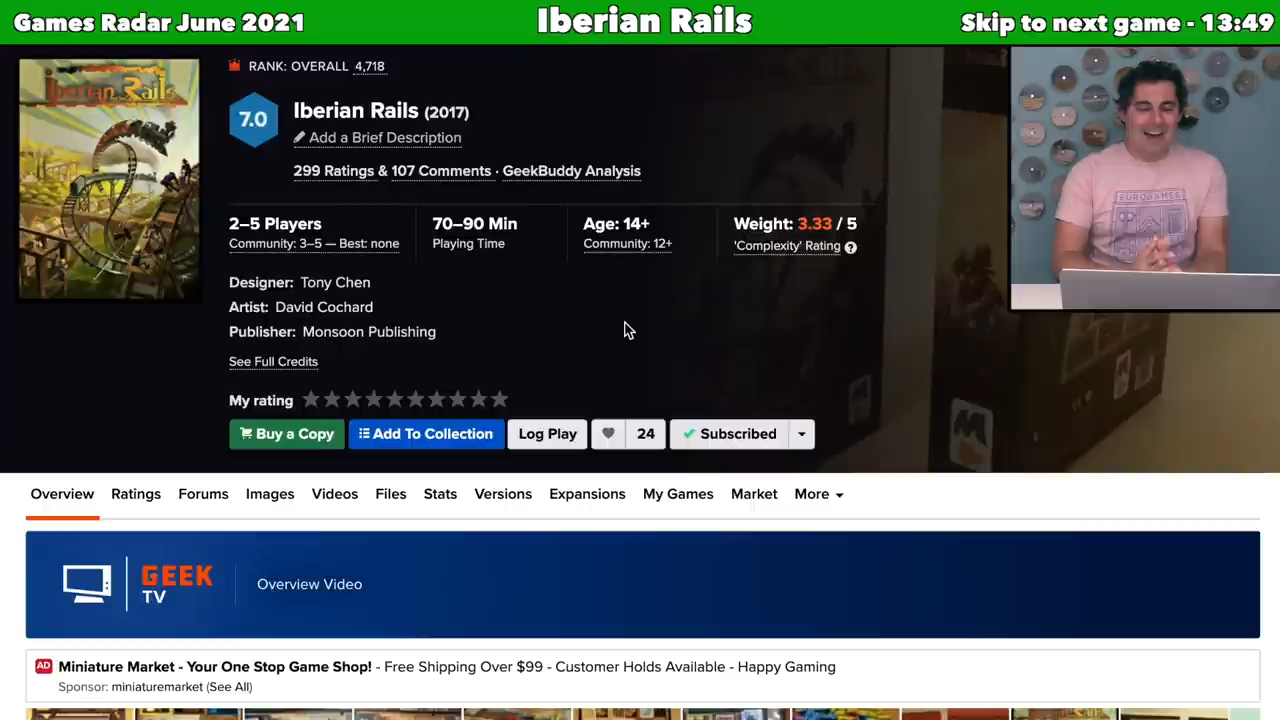 Games Radar June 2021
Iberian Rails
Skip to next game - 13:49
Iberian Rails
RANK: OVERALL 4,718
7.0
Iberian Rails (2017)
Add a Brief Description
299 Ratings & 107 Comments · GeekBuddy Analysis
2–5 Players
Community: 3–5 — Best: none
70–90 Min
Playing Time
Age: 14+
Community: 12+
Weight: 3.33 / 5
'Complexity' Rating
Designer: Tony Chen
Artist: David Cochard
Publisher: Monsoon Publishing
See Full Credits
My rating
Buy a Copy
Add To Collection
Log Play
24
Subscribed
EUROGAMES
Overview
Ratings
Forums
Images
Videos
Files
Stats
Versions
Expansions
My Games
Market
More
GEEK
TV
Overview Video
AD Miniature Market - Your One Stop Game Shop! - Free Shipping Over $99 - Customer Holds Available - Happy Gaming
Sponsor: miniaturemarket (See All)